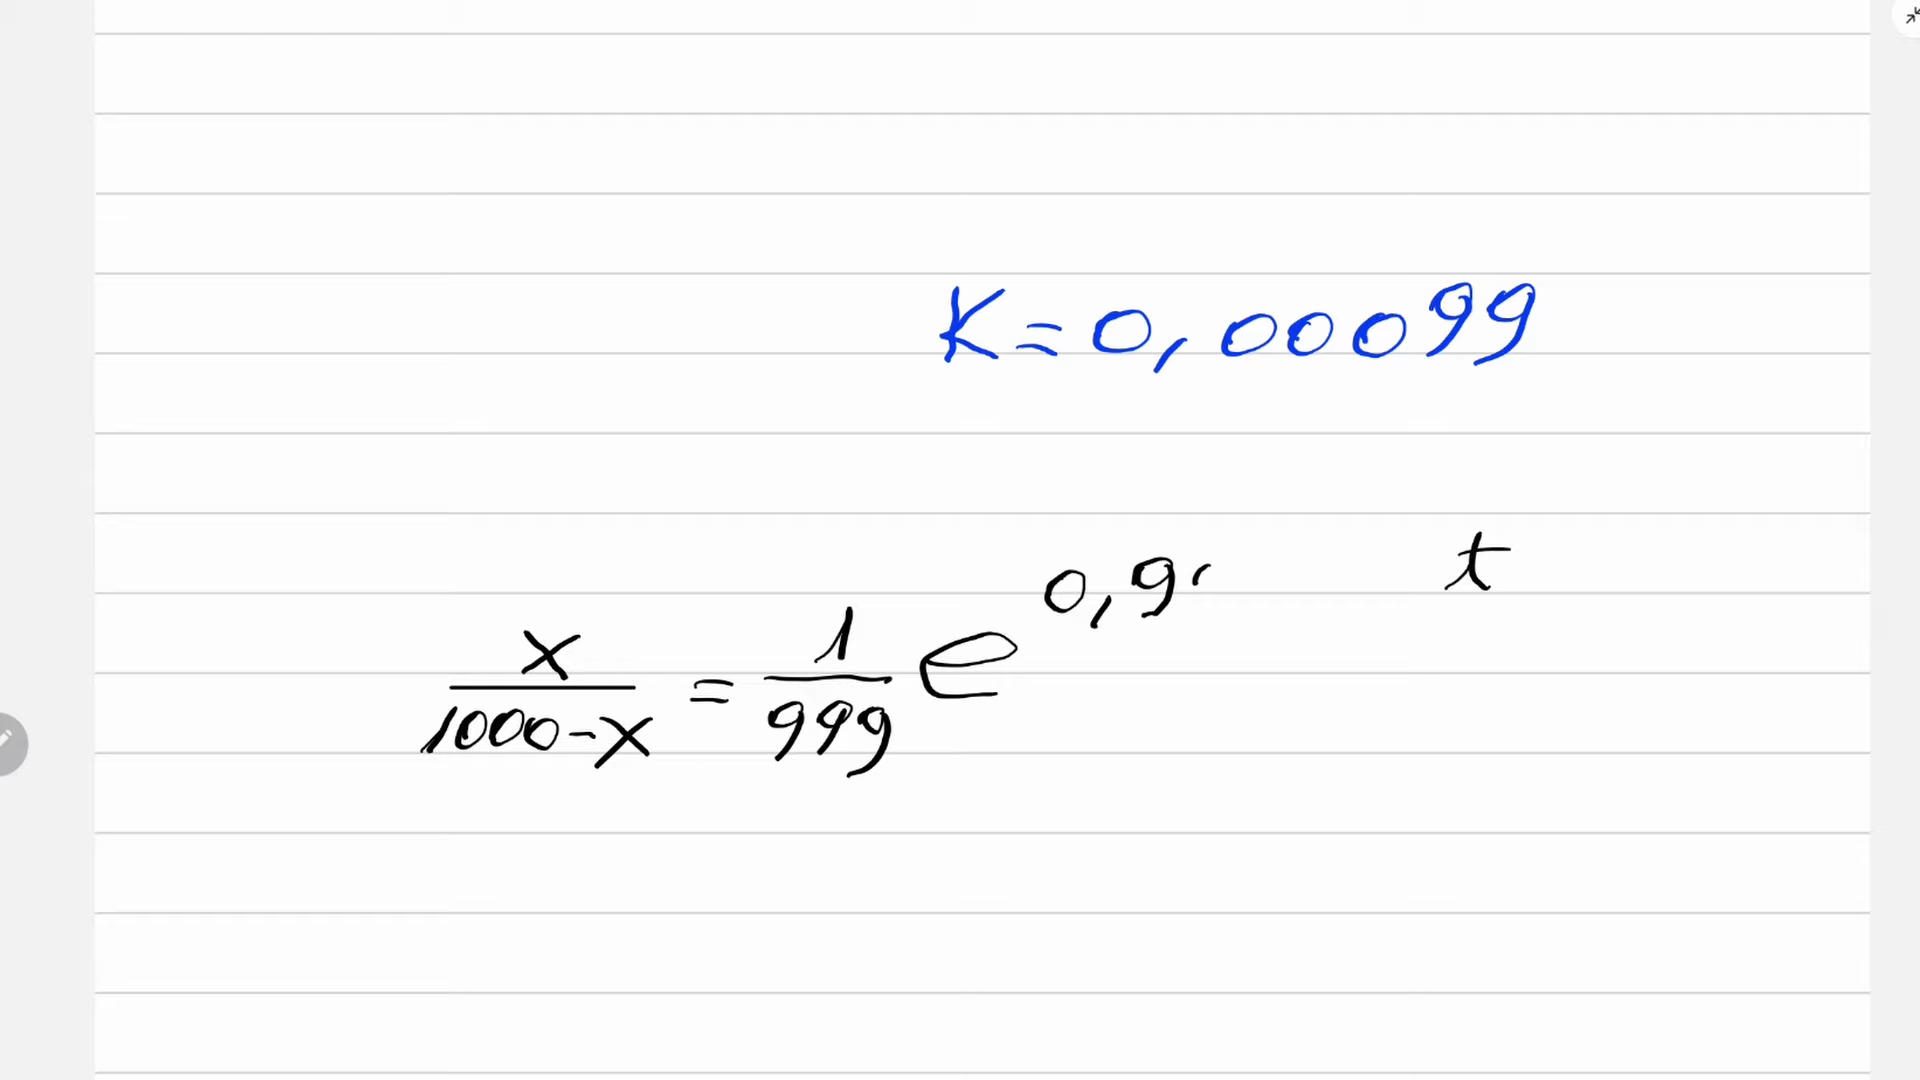 K = 0,00099
x/(1000-x) = 1/999 e^(0,9 t)